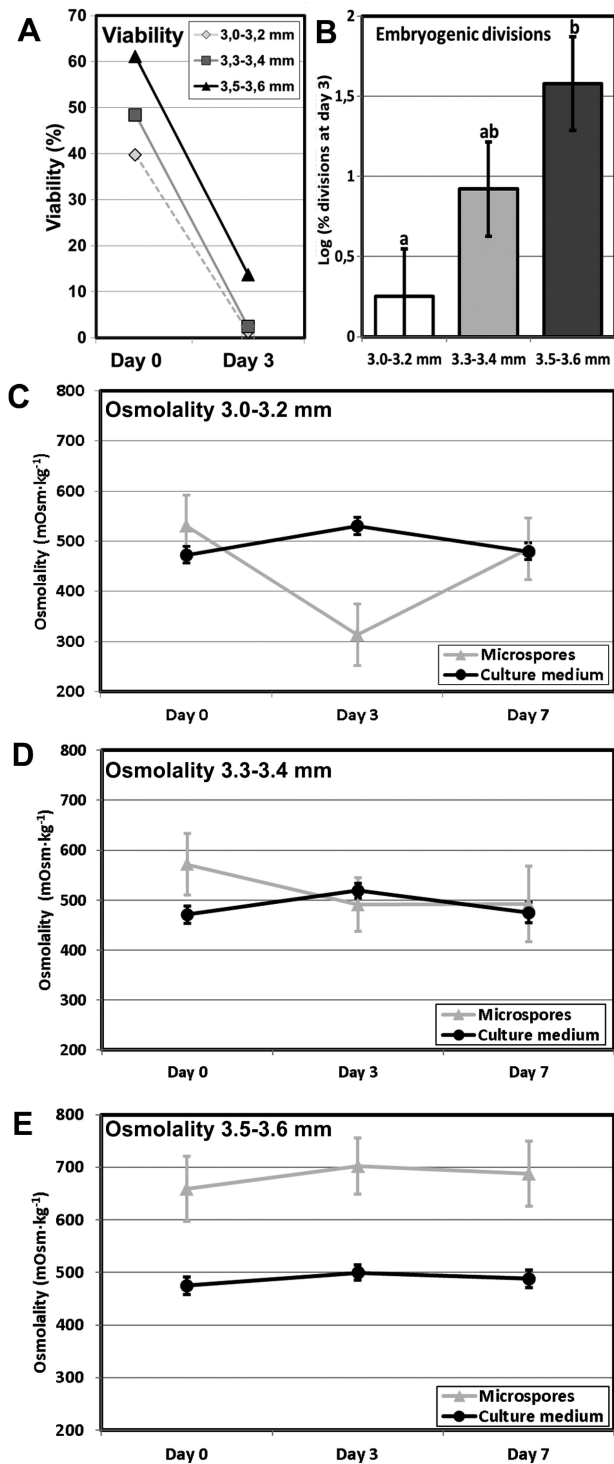 A
Viability
3,0-3,2 mm
3,3-3,4 mm
3,5-3,6 mm
Viability (%)
70
60
50
40
30
20
10
0
Day 0 Day 3
B
Embryogenic divisions
Log (% divisions at day 3)
2
1,5
1
0,5
0
a
ab
b
3.0-3.2 mm 3.3-3.4 mm 3.5-3.6 mm
C
Osmolality 3.0-3.2 mm
Osmolality (mOsm·kg⁻¹)
800
700
600
500
400
300
200
Microspores
Culture medium
Day 0 Day 3 Day 7
D
Osmolality 3.3-3.4 mm
Osmolality (mOsm·kg⁻¹)
800
700
600
500
400
300
200
Microspores
Culture medium
Day 0 Day 3 Day 7
E
Osmolality 3.5-3.6 mm
Osmolality (mOsm·kg⁻¹)
800
700
600
500
400
300
200
Microspores
Culture medium
Day 0 Day 3 Day 7